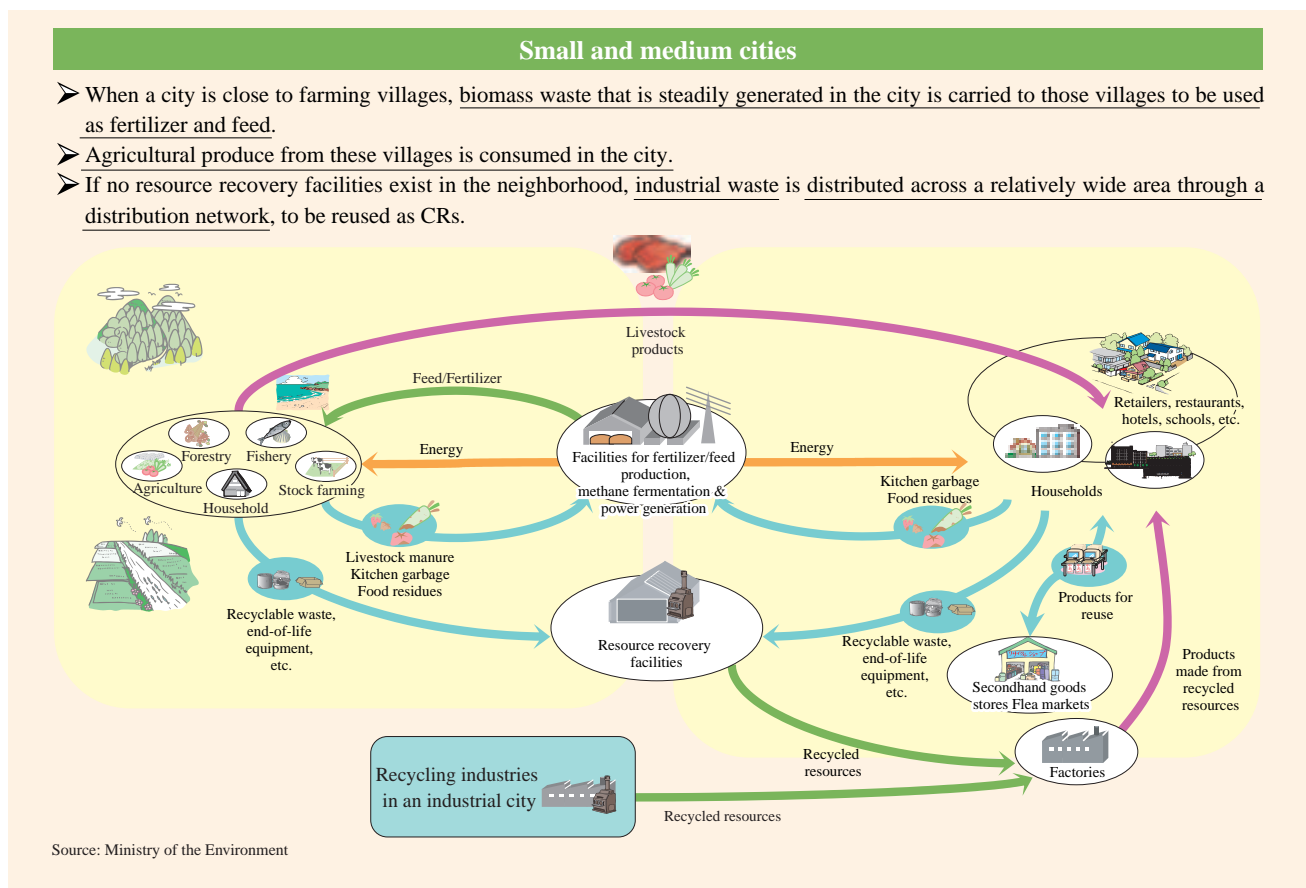 Small and medium cities
➢ When a city is close to farming villages, biomass waste that is steadily generated in the city is carried to those villages to be used
as fertilizer and feed.
➢ Agricultural produce from these villages is consumed in the city.
➢ If no resource recovery facilities exist in the neighborhood, industrial waste is distributed across a relatively wide area through a
distribution network, to be reused as CRs.
Livestock
products
Feed/Fertilizer
Retailers, restaurants,
hotels, schools, etc.
Forestry
Fishery
Agriculture
Household
Stock farming
Energy
Facilities for fertilizer/feed
production,
methane fermentation &
power generation
Energy
Kitchen garbage
Food residues
Households
Livestock manure
Kitchen garbage
Food residues
Products for
reuse
Recyclable waste,
end-of-life
equipment,
etc.
Resource recovery
facilities
Recyclable waste,
end-of-life
equipment,
etc.
Secondhand goods
stores Flea markets
Products
made from
recycled
resources
Recycled
resources
Factories
Recycling industries
in an industrial city
Recycled resources
Source: Ministry of the Environment